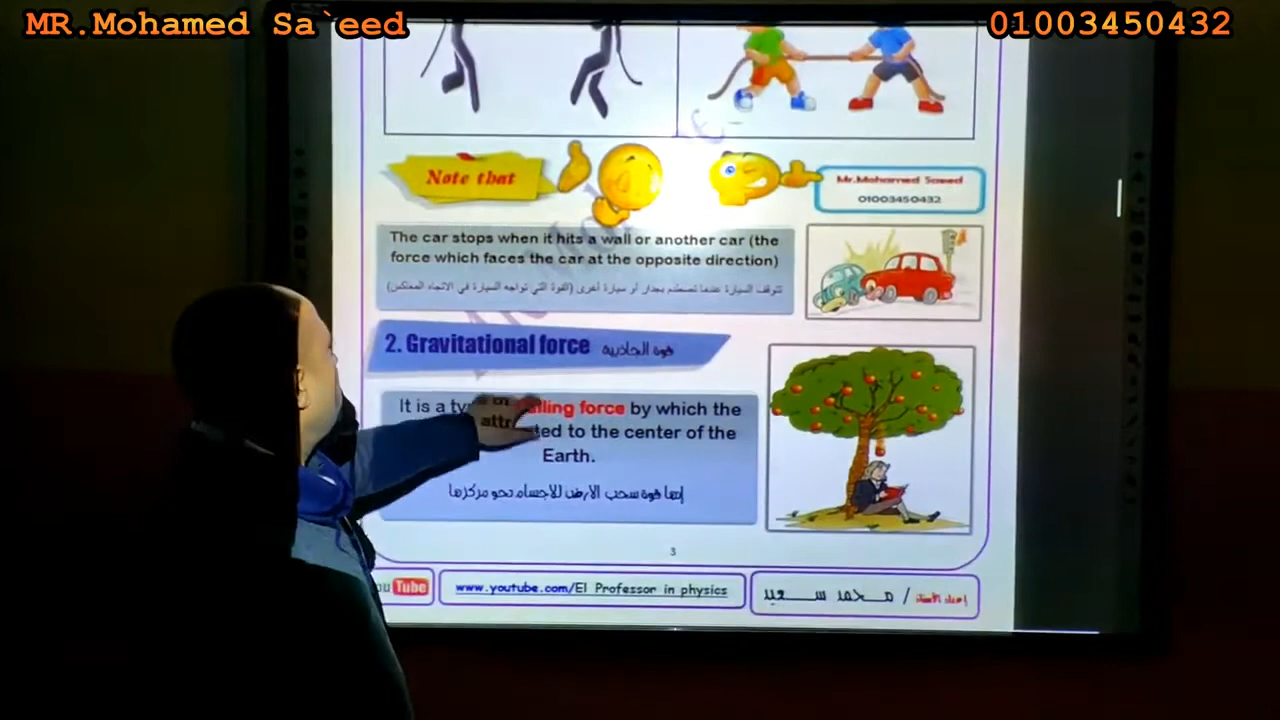 MR.Mohamed Sa`eed
01003450432
Note that
Mr.Mohamed Saeed
01003450432
The car stops when it hits a wall or another car (the
force which faces the car at the opposite direction)
تتوقف السيارة عندما تصطدم بجدار أو سيارة أخرى (القوة التي تواجه السيارة في الاتجاه المعاكس)
2. Gravitational force قوة الجاذبية
It is a ty lling force by which the
attr ted to the center of the
Earth.
إنها قوة سحب الارض للاجسام نحو مركزها
3
ou Tube
www.youtube.com/El Professor in physics
إعداد الأستاذ / محمد سعيد